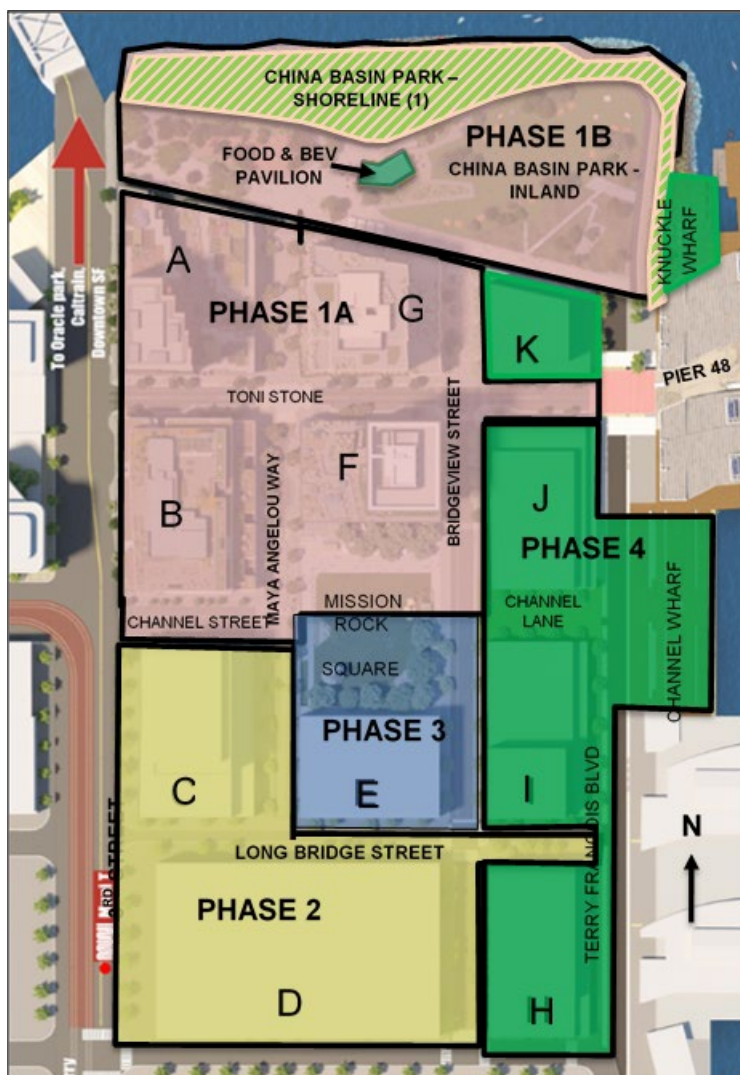 CHINA BASIN PARK –
SHORELINE (1)
PHASE 1B
FOOD & BEV
PAVILION
CHINA BASIN PARK -
INLAND
KNUCKLE
WHARF
To Oracle park,
Caltrain,
Downtown SF
A
PHASE 1A
G
K
PIER 48
TONI STONE
BRIDGEVIEW STREET
MAYA ANGELOU WAY
F
B
J
PHASE 4
MISSION
ROCK
SQUARE
CHANNEL STREET
CHANNEL
LANE
CHANNEL WHARF
PHASE 3
C
E
I
TERRY FRANCOIS BLVD
N
3RD STREET
LONG BRIDGE STREET
PHASE 2
D
H